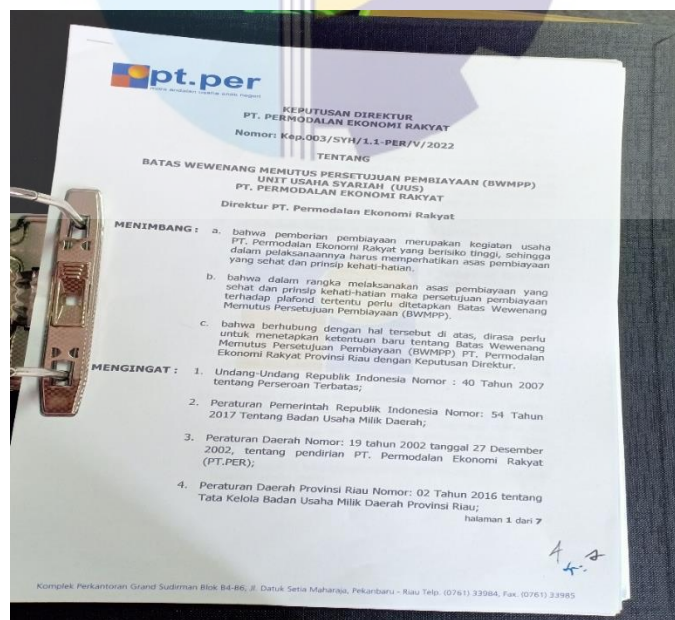 pt.per
mitra andalan usaha anak negeri
KEPUTUSAN DIREKTUR
PT. PERMODALAN EKONOMI RAKYAT
Nomor: Kep.003/SYH/1.1-PER/V/2022
TENTANG
BATAS WEWENANG MEMUTUS PERSETUJUAN PEMBIAYAAN (BWMPP)
UNIT USAHA SYARIAH (UUS)
PT. PERMODALAN EKONOMI RAKYAT
Direktur PT. Permodalan Ekonomi Rakyat
MENIMBANG : a. bahwa pemberian pembiayaan merupakan kegiatan usaha
PT. Permodalan Ekonomi Rakyat yang berisiko tinggi, sehingga
dalam pelaksanaannya harus memperhatikan asas pembiayaan
yang sehat dan prinsip kehati-hatian.
b. bahwa dalam rangka melaksanakan asas pembiayaan yang
sehat dan prinsip kehati-hatian maka persetujuan pembiayaan
terhadap plafond tertentu perlu ditetapkan Batas Wewenang
Memutus Persetujuan Pembiayaan (BWMPP).
c. bahwa berhubung dengan hal tersebut di atas, dirasa perlu
untuk menetapkan ketentuan baru tentang Batas Wewenang
Memutus Persetujuan Pembiayaan (BWMPP) PT. Permodalan
Ekonomi Rakyat Provinsi Riau dengan Keputusan Direktur.
MENGINGAT : 1. Undang-Undang Republik Indonesia Nomor : 40 Tahun 2007
tentang Perseroan Terbatas;
2. Peraturan Pemerintah Republik Indonesia Nomor: 54 Tahun
2017 Tentang Badan Usaha Milik Daerah;
3. Peraturan Daerah Nomor: 19 tahun 2002 tanggal 27 Desember
2002, tentang pendirian PT. Permodalan Ekonomi Rakyat
(PT.PER);
4. Peraturan Daerah Provinsi Riau Nomor: 02 Tahun 2016 tentang
Tata Kelola Badan Usaha Milik Daerah Provinsi Riau;
halaman 1 dari 7
Komplek Perkantoran Grand Sudirman Blok B4-B6, Jl. Datuk Setia Maharaja, Pekanbaru - Riau Telp. (0761) 33984, Fax. (0761) 33985